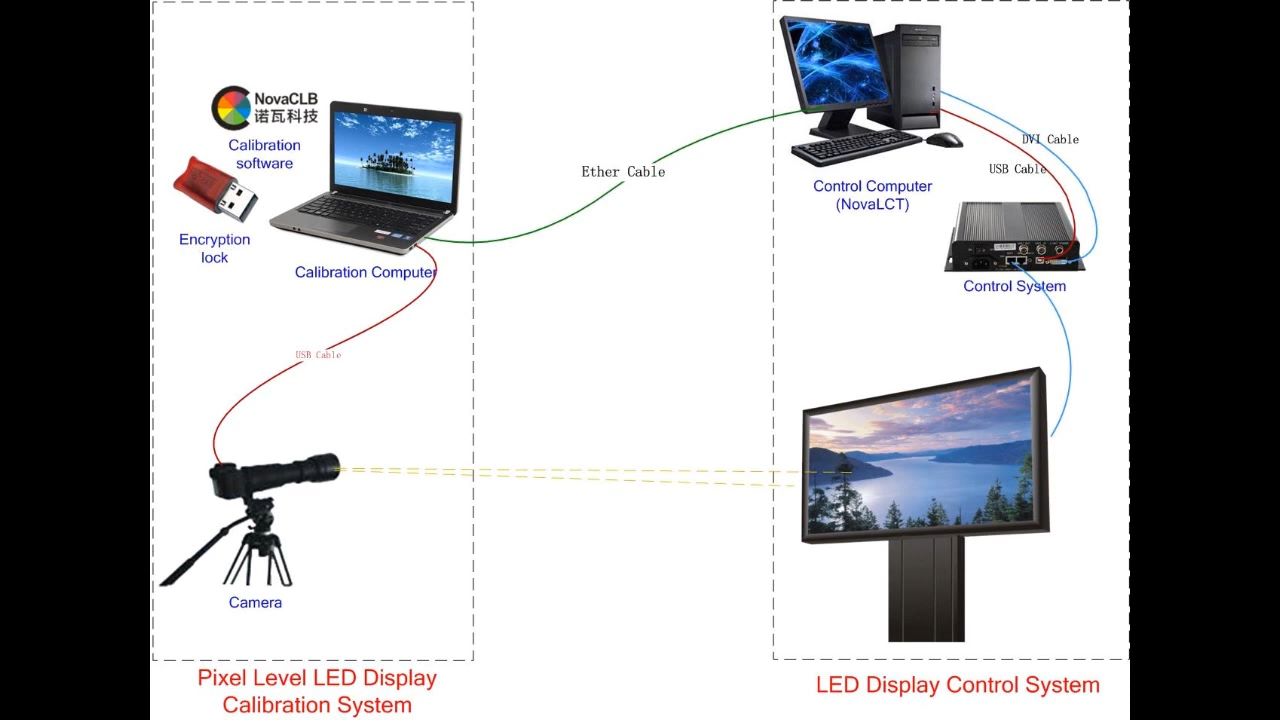 NovaCLB
诺瓦科技
Calibration
software
Encryption
lock
Calibration Computer
USB Cable
Camera
Pixel Level LED Display
Calibration System
Ether Cable
DVI Cable
USB Cable
Control Computer
(NovaLCT)
Control System
LED Display Control System